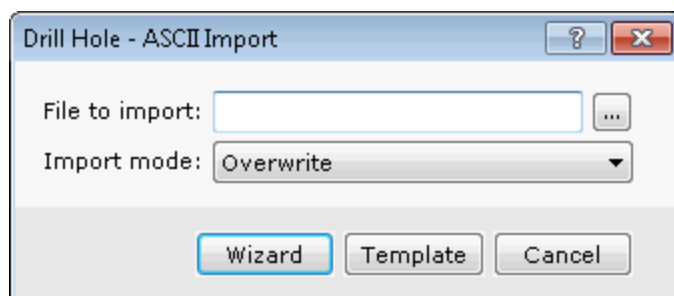 Drill Hole - ASCII Import
?
File to import:
...
Import mode: Overwrite
Wizard Template Cancel